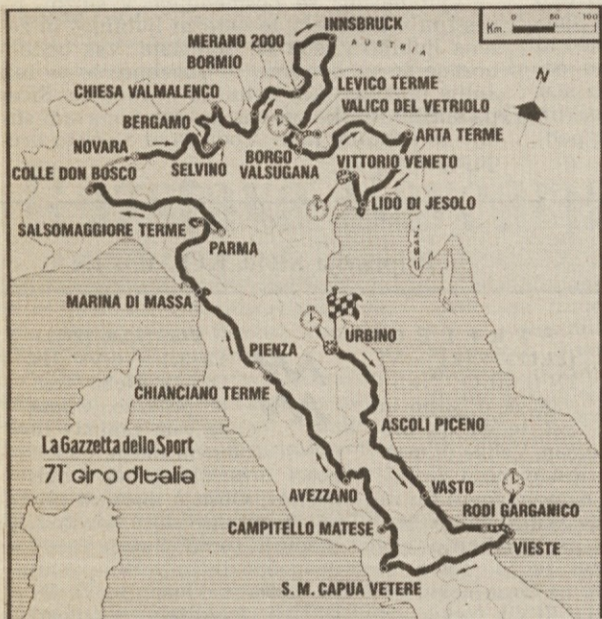 INNSBRUCK
Km. 0 50 100
MERANO 2000
AUSTRIA
BORMIO
N
CHIESA VALMALENCO
LEVICO TERME
VALICO DEL VETRIOLO
BERGAMO
ARTA TERME
NOVARA
BORGO
VALSUGANA
VITTORIO VENETO
COLLE DON BOSCO
SELVINO
LIDO DI JESOLO
SALSOMAGGIORE TERME
PARMA
MARINA DI MASSA
URBINO
PIENZA
CHIANCIANO TERME
ASCOLI PICENO
La Gazzetta dello Sport
71° Giro d'Italia
AVEZZANO
VASTO
RODI GARGANICO
CAMPITELLO MATESE
VIESTE
S. M. CAPUA VETERE